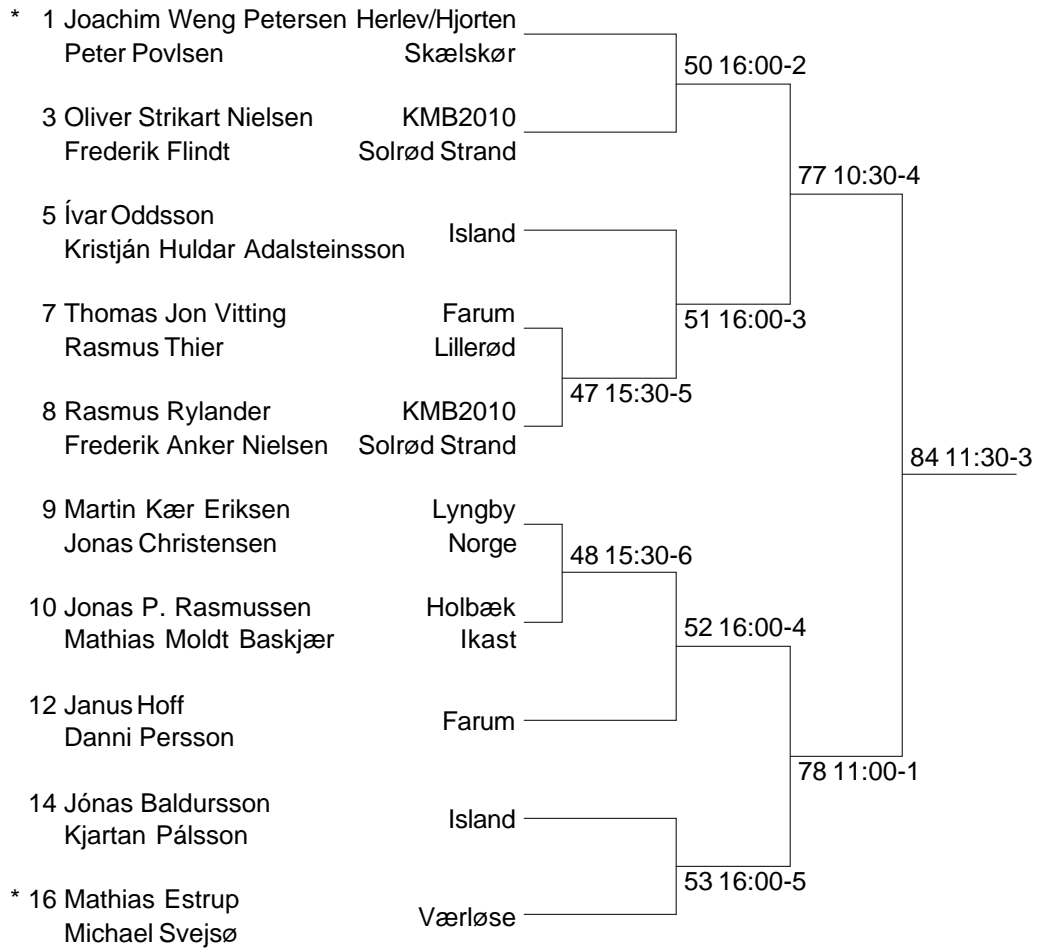 * 1 Joachim Weng Petersen Herlev/Hjorten
Peter Povlsen Skælskør
50 16:00-2
3 Oliver Strikart Nielsen KMB2010
Frederik Flindt Solrød Strand
77 10:30-4
5 Ívar Oddsson
Island
Kristján Huldar Adalsteinsson
7 Thomas Jon Vitting Farum
51 16:00-3
Rasmus Thier Lillerød
47 15:30-5
8 Rasmus Rylander KMB2010
Frederik Anker Nielsen Solrød Strand
84 11:30-3
9 Martin Kær Eriksen Lyngby
Jonas Christensen Norge
48 15:30-6
10 Jonas P. Rasmussen Holbæk
52 16:00-4
Mathias Moldt Baskjær Ikast
12 Janus Hoff
Farum
Danni Persson
78 11:00-1
14 Jónas Baldursson
Island
Kjartan Pálsson
53 16:00-5
* 16 Mathias Estrup
Værløse
Michael Svejsø